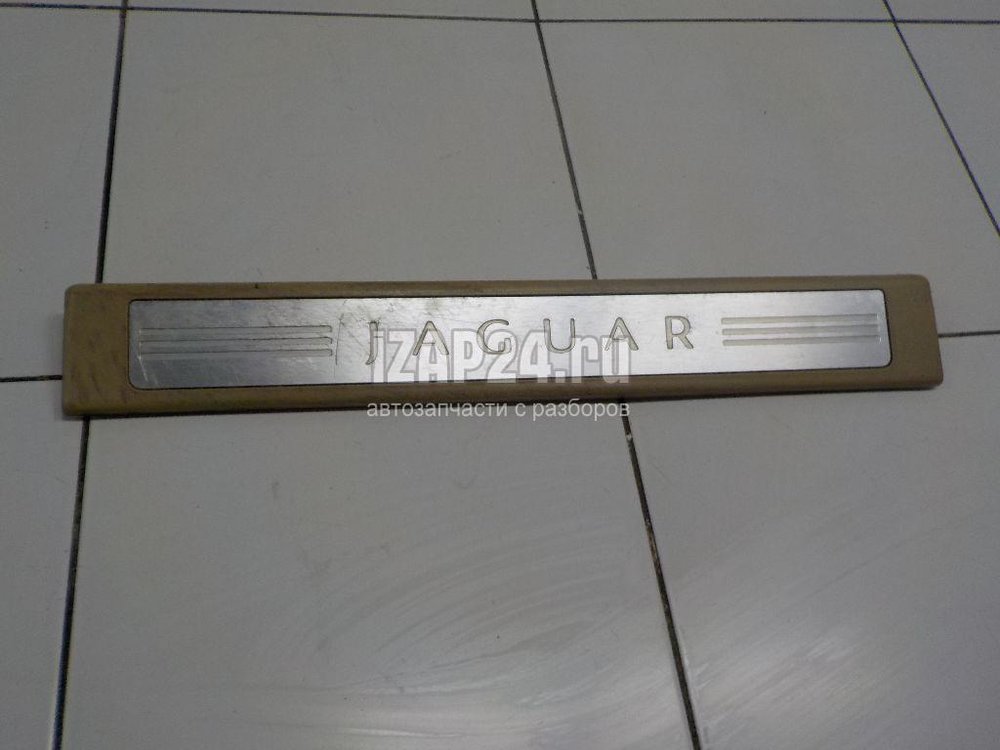 JAGUAR
iZAP24.ru
автозапчасти с разборов